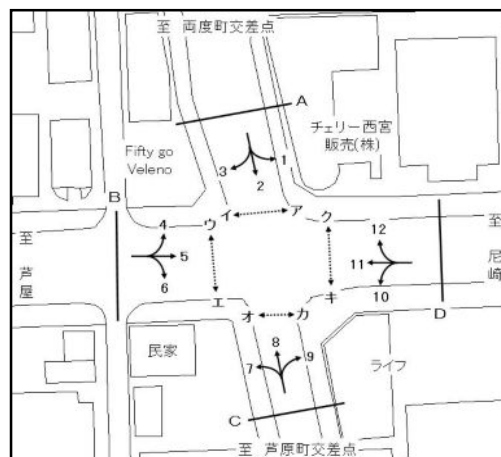 至 両度町交差点
A
チェリー西宮
販売(株)
Fifty go
Veleno
3
1
2
B
イ
ア
ク
ウ
4
12
至 芦屋
5
11
至 尼崎
6
10
エ
キ
オ
カ
D
民家
8
7
9
ライフ
C
至 芦原町交差点